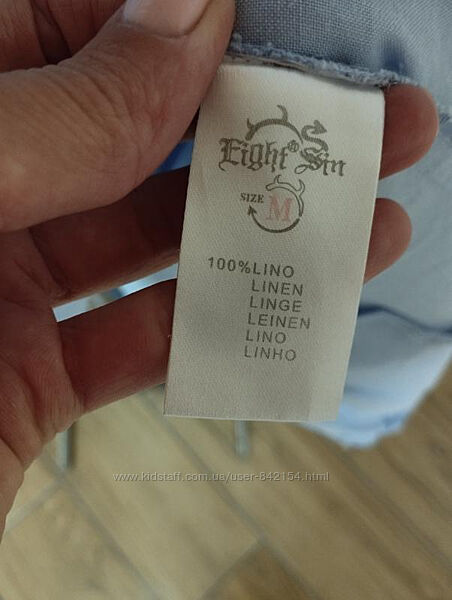 Eight® Sin
SIZE M
100%LINO
LINEN
LINGE
LEINEN
LINO
LINHO
www.kidstaff.com.ua/user-842154.html